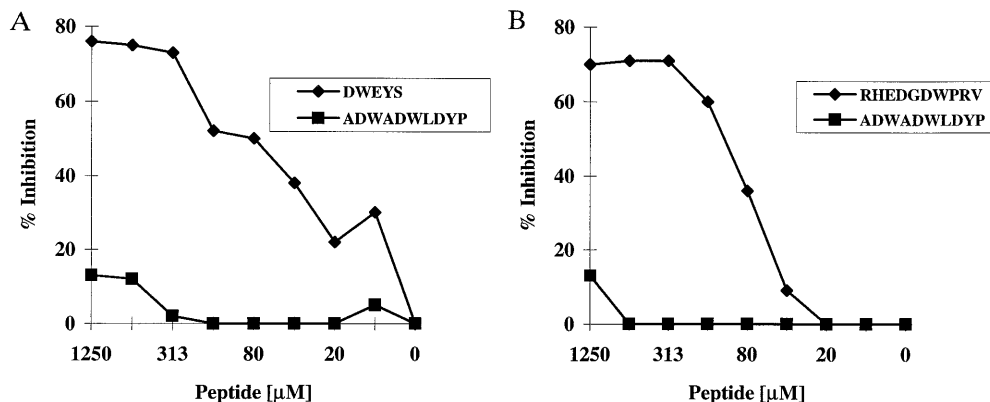 A
80
60
40
20
0
% Inhibition
DWEYS
ADWADWLDYP
1250
313
80
20
0
Peptide [µM]
B
80
60
40
20
0
% Inhibition
RHEDGDWPRV
ADWADWLDYP
1250
313
80
20
0
Peptide [µM]